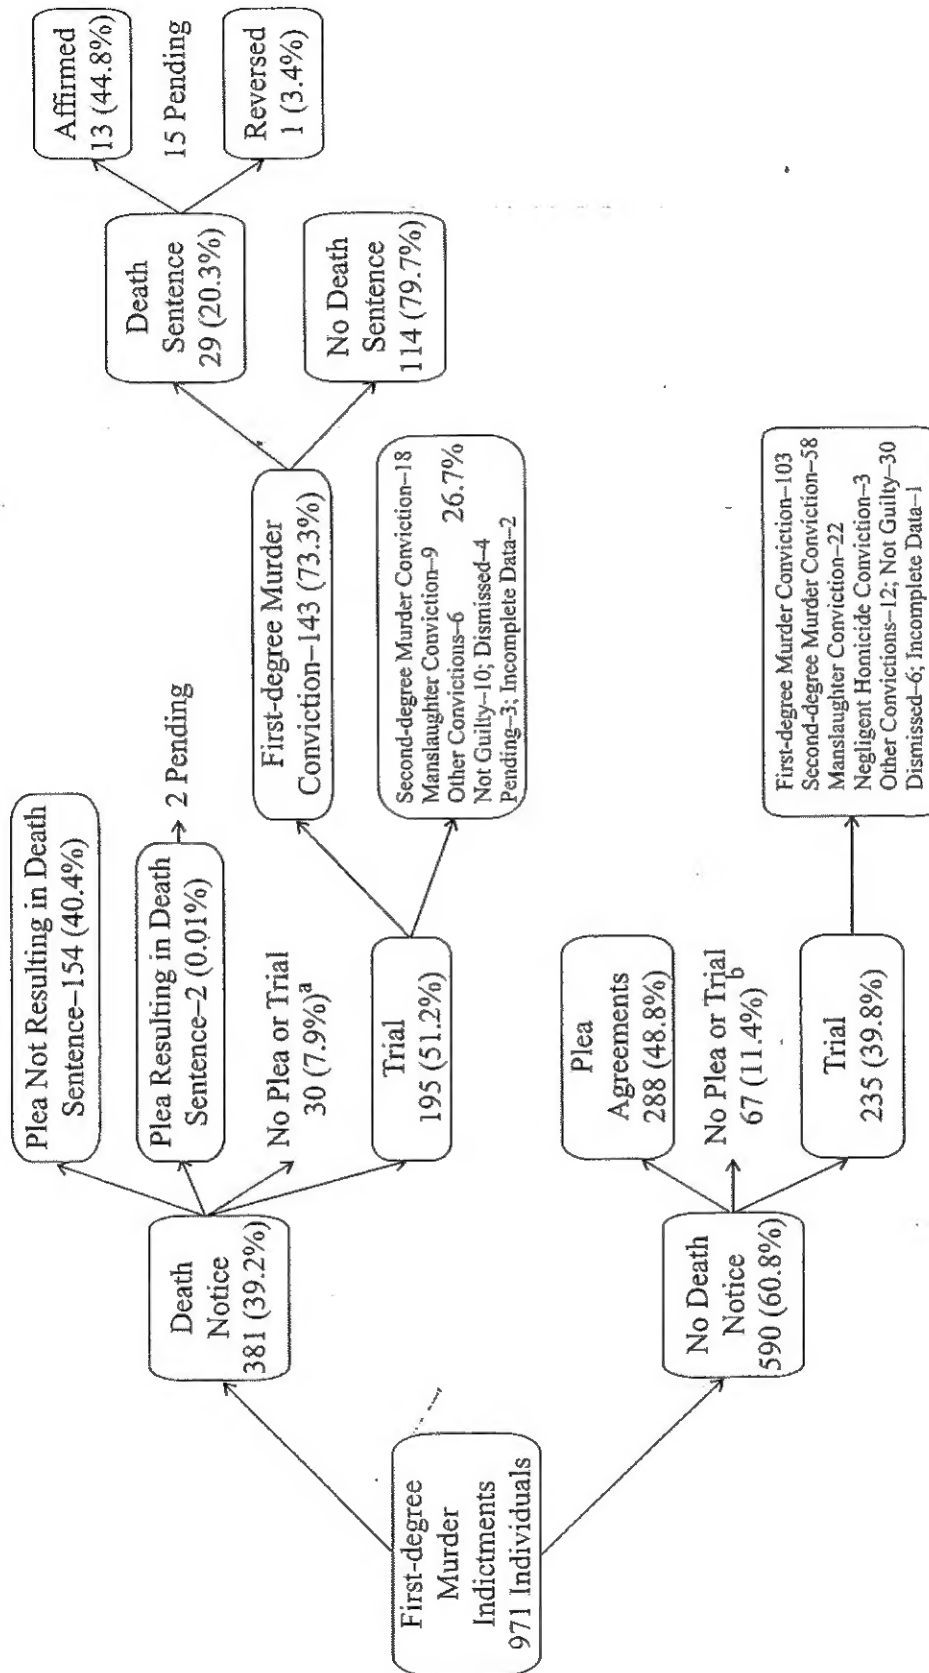 First-degree
Murder
Indictments
971 Individuals
Death
Notice
381 (39.2%)
No Death
Notice
590 (60.8%)
Plea Not Resulting in Death
Sentence–154 (40.4%)
Plea Resulting in Death
Sentence–2 (0.01%)
2 Pending
No Plea or Trial
30 (7.9%)a
Trial
195 (51.2%)
Plea
Agreements
288 (48.8%)
No Plea or Trial
67 (11.4%)b
Trial
235 (39.8%)
First-degree Murder
Conviction–143 (73.3%)
Second-degree Murder Conviction–18
Manslaughter Conviction–9
Other Convictions–6 26.7%
Not Guilty–10; Dismissed–4
Pending–3; Incomplete Data–2
First-degree Murder Conviction–103
Second-degree Murder Conviction–58
Manslaughter Conviction–22
Negligent Honicide Conviction–3
Other Convictions–12; Not Guilty–30
Dismissed–6; Incomplete Data–1
Death
Sentence
29 (20.3%)
No Death
Sentence
114 (79.7%)
Affirmed
13 (44.8%)
15 Pending
Reversed
1 (3.4%)